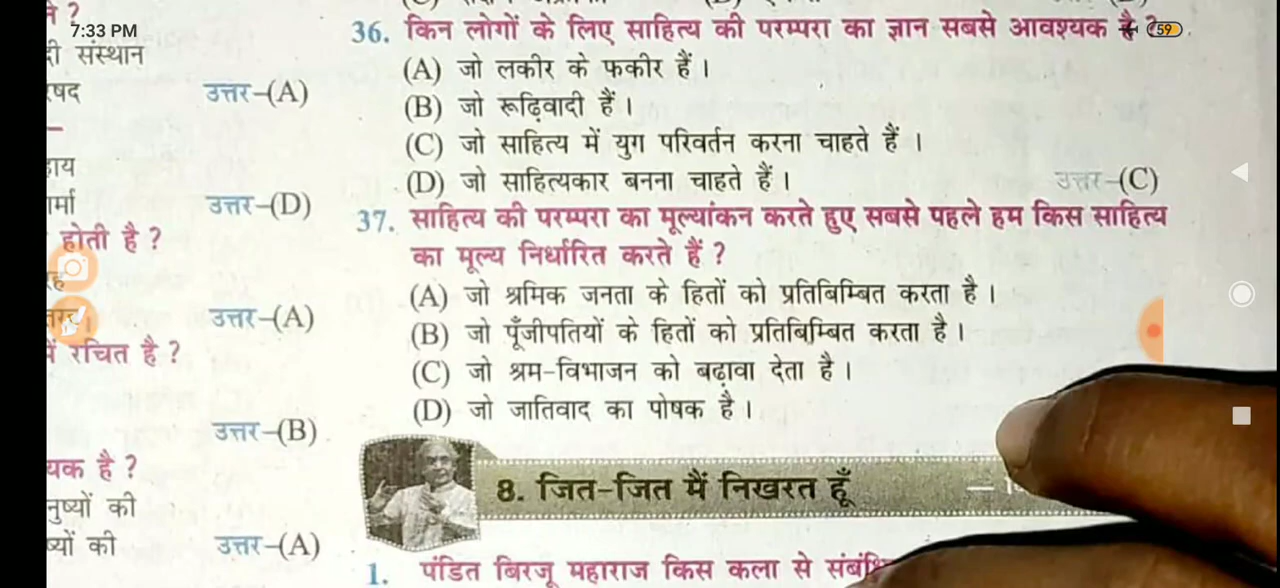 7:33 PM
59
ने ?
दी संस्थान
उत्तर–(A)
र्मा
उत्तर–(D)
होती है ?
उत्तर–(A)
में रचित है ?
उत्तर–(B)
यक है ?
नुष्यों की
ष्यों की
उत्तर–(A)
36. किन लोगों के लिए साहित्य की परम्परा का ज्ञान सबसे आवश्यक है ?
(A) जो लकीर के फकीर हैं ।
(B) जो रूढ़िवादी हैं ।
(C) जो साहित्य में युग परिवर्तन करना चाहते हैं ।
(D) जो साहित्यकार बनना चाहते हैं ।
उत्तर–(C)
37. साहित्य की परम्परा का मूल्यांकन करते हुए सबसे पहले हम किस साहित्य
का मूल्य निर्धारित करते हैं ?
(A) जो श्रमिक जनता के हितों को प्रतिबिम्बित करता है ।
(B) जो पूँजीपतियों के हितों को प्रतिबिम्बित करता है ।
(C) जो श्रम-विभाजन को बढ़ावा देता है ।
(D) जो जातिवाद का पोषक है ।
8. जित-जित मैं निखरत हूँ
1. पंडित बिरजू महाराज किस कला से